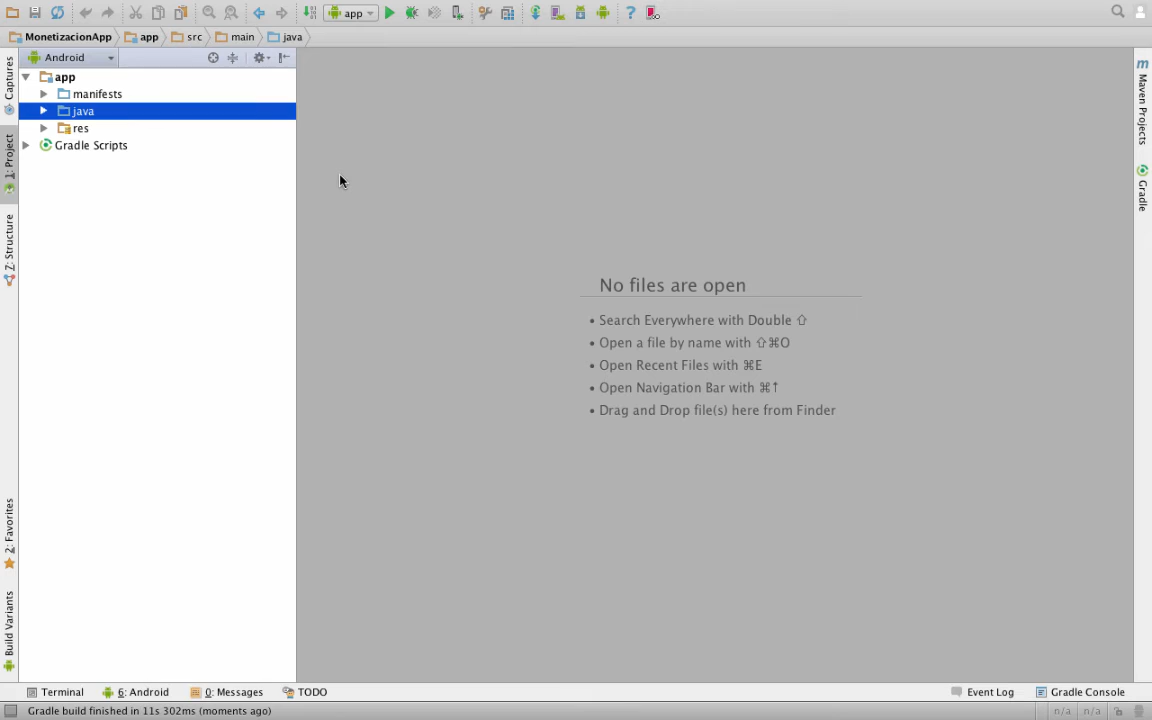 app
MonetizacionApp
app
src
main
java
Android
app
manifests
java
res
Gradle Scripts
Captures
1: Project
Z: Structure
2: Favorites
Build Variants
No files are open
• Search Everywhere with Double ⇧
• Open a file by name with ⇧⌘O
• Open Recent Files with ⌘E
• Open Navigation Bar with ⌘↑
• Drag and Drop file(s) here from Finder
m Maven Projects
Gradle
Terminal
6: Android
0: Messages
TODO
Event Log
Gradle Console
Gradle build finished in 11s 302ms (moments ago)
n/a
n/a